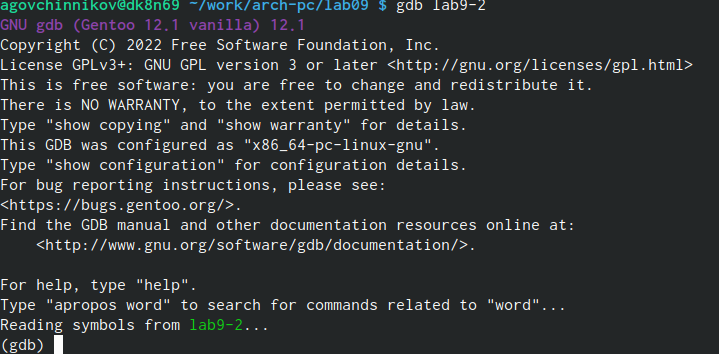 agovchinnikov@dk8n69 ~/work/arch-pc/lab09 $ gdb lab9-2
GNU gdb (Gentoo 12.1 vanilla) 12.1
Copyright (C) 2022 Free Software Foundation, Inc.
License GPLv3+: GNU GPL version 3 or later <http://gnu.org/licenses/gpl.html>
This is free software: you are free to change and redistribute it.
There is NO WARRANTY, to the extent permitted by law.
Type "show copying" and "show warranty" for details.
This GDB was configured as "x86_64-pc-linux-gnu".
Type "show configuration" for configuration details.
For bug reporting instructions, please see:
<https://bugs.gentoo.org/>.
Find the GDB manual and other documentation resources online at:
    <http://www.gnu.org/software/gdb/documentation/>.

For help, type "help".
Type "apropos word" to search for commands related to "word"...
Reading symbols from lab9-2...
(gdb)